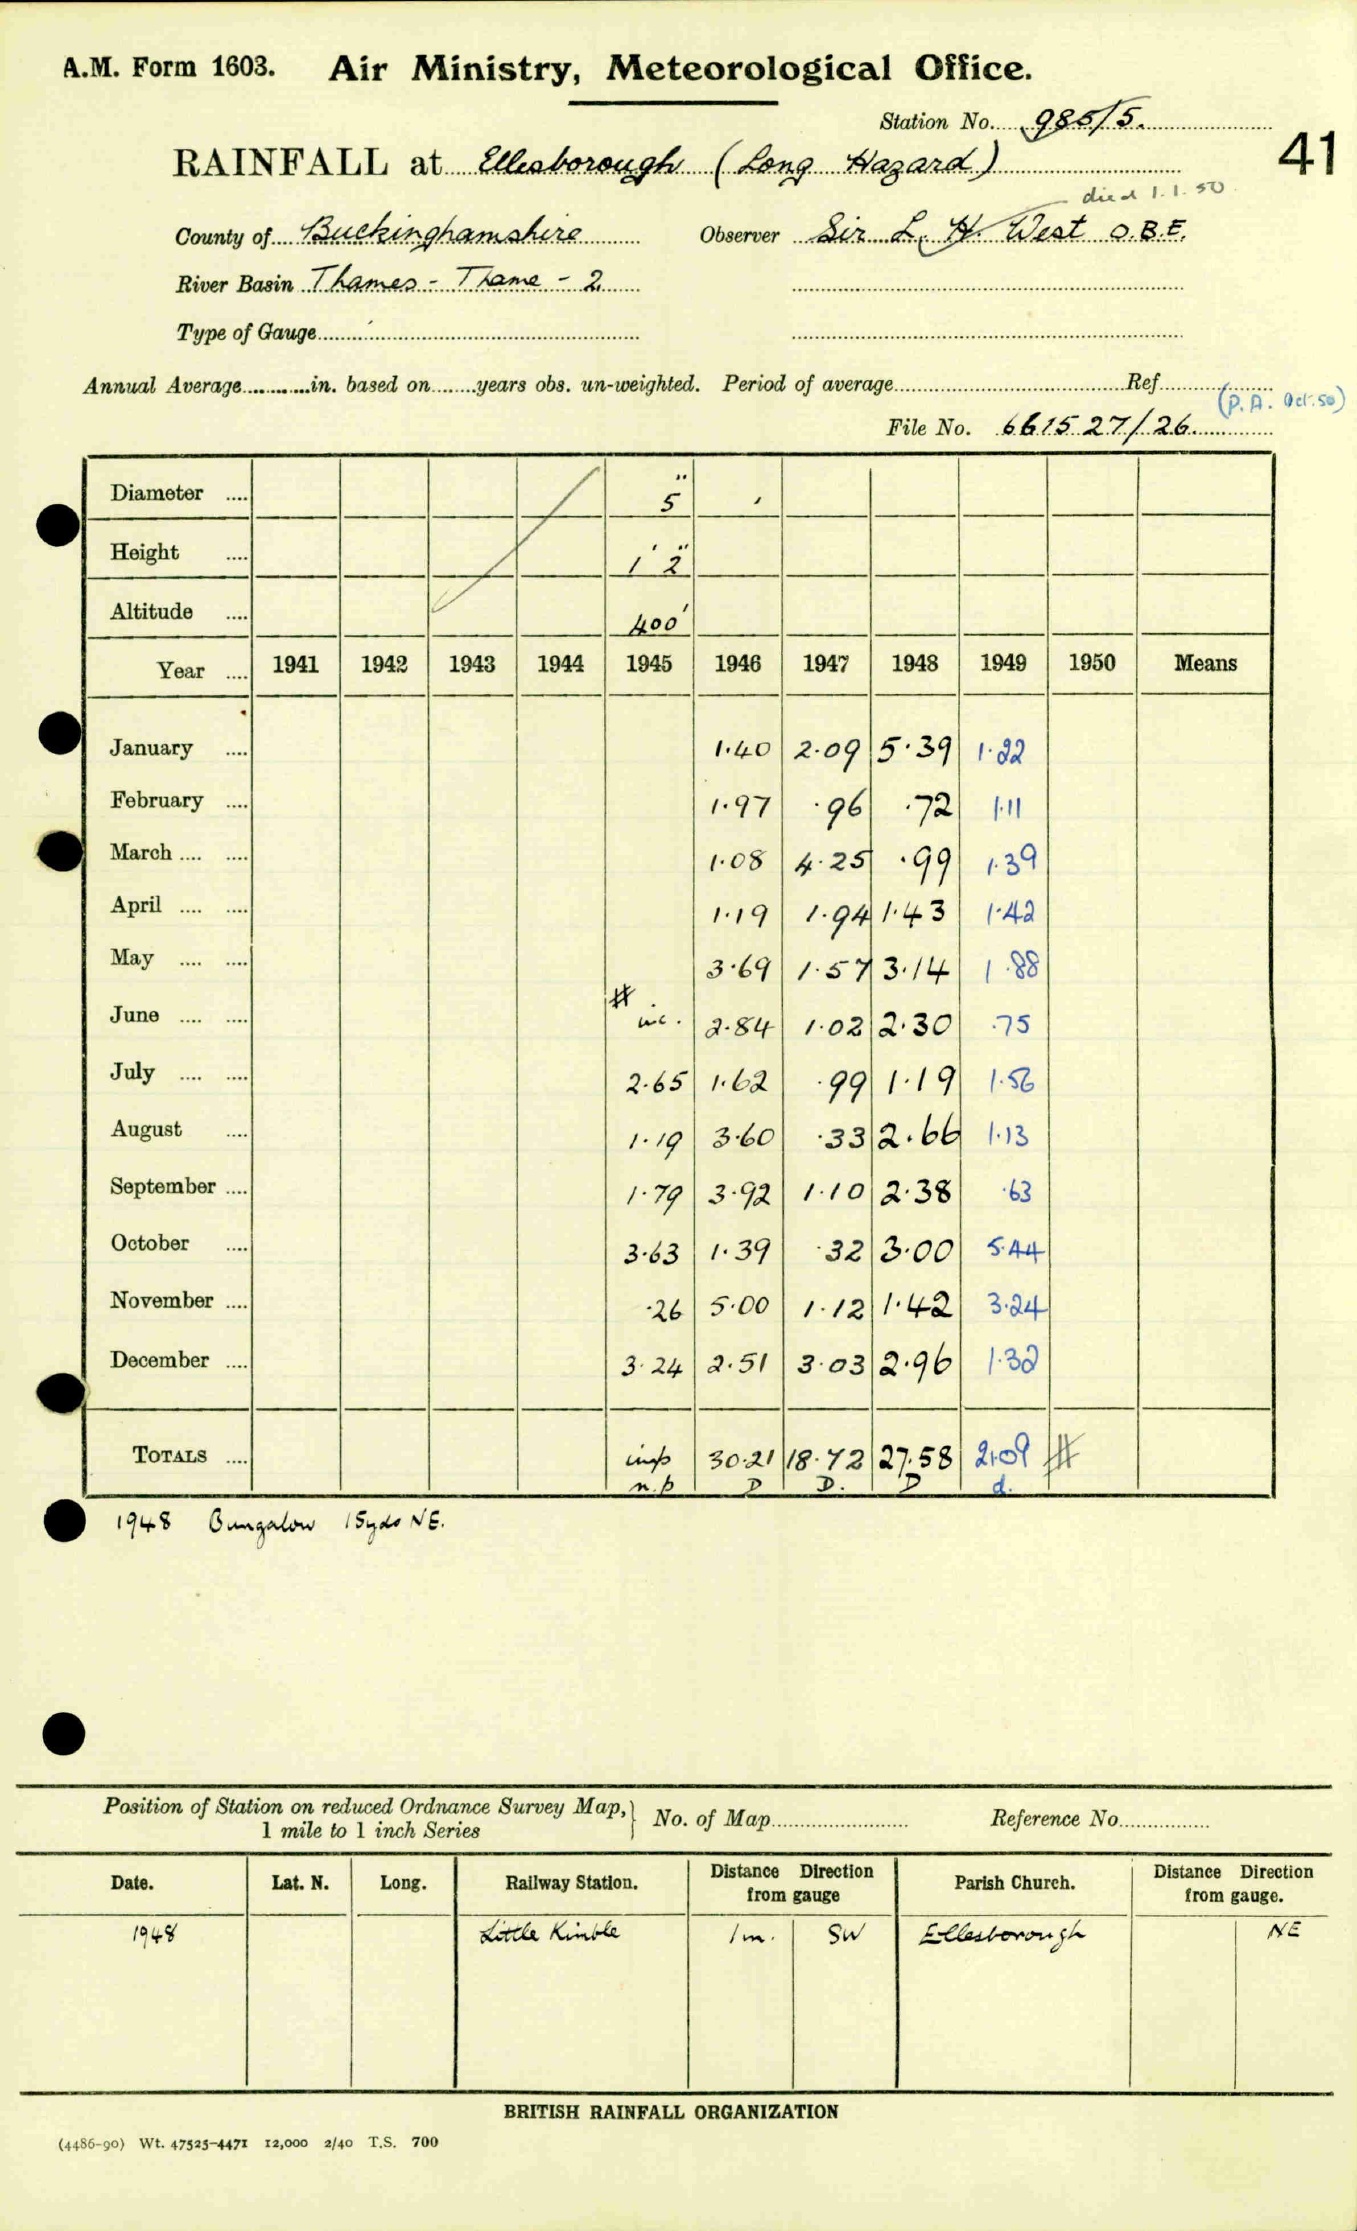 A.M. Form 1603. Air Ministry, Meteorological Office.
Station No. 985/5.
41
RAINFALL at Ellesborough (Long Hazard)
died 1.1.50
County of Buckinghamshire Observer Sir L. H. West O.B.E.
River Basin Thames - Thame - 2
Type of Gauge
Annual Average in. based on years obs. un-weighted. Period of average Ref
(P.A. Oct. 50)
File No. 661527/26
Diameter 5"
Height 1' 2"
Altitude 400'
Year 1941 1942 1943 1944 1945 1946 1947 1948 1949 1950 Means
January 1.40 2.09 5.39 1.22
February 1.97 .96 .72 1.11
March 1.08 4.25 .99 1.39
April 1.19 1.94 1.43 1.42
May 3.69 1.57 3.14 1.88
June # inc. 2.84 1.02 2.30 .75
July 2.65 1.62 .99 1.19 1.56
August 1.19 3.60 .33 2.66 1.13
September 1.79 3.92 1.10 2.38 .63
October 3.63 1.39 .32 3.00 5.44
November .26 5.00 1.12 1.42 3.24
December 3.24 2.51 3.03 2.96 1.32
TOTALS imp 30.21 18.72 27.58 21.09 #
n.p D D. D d.
1948 Bungalow 15yds NE.
Position of Station on reduced Ordnance Survey Map,
1 mile to 1 inch Series
No. of Map Reference No.
Date. Lat. N. Long. Railway Station. Distance Direction from gauge Parish Church. Distance Direction from gauge.
1948 Little Kimble 1m. SW Ellesborough NE
BRITISH RAINFALL ORGANIZATION
(4486-90) Wt. 47525-4471 12,000 2/40 T.S. 700